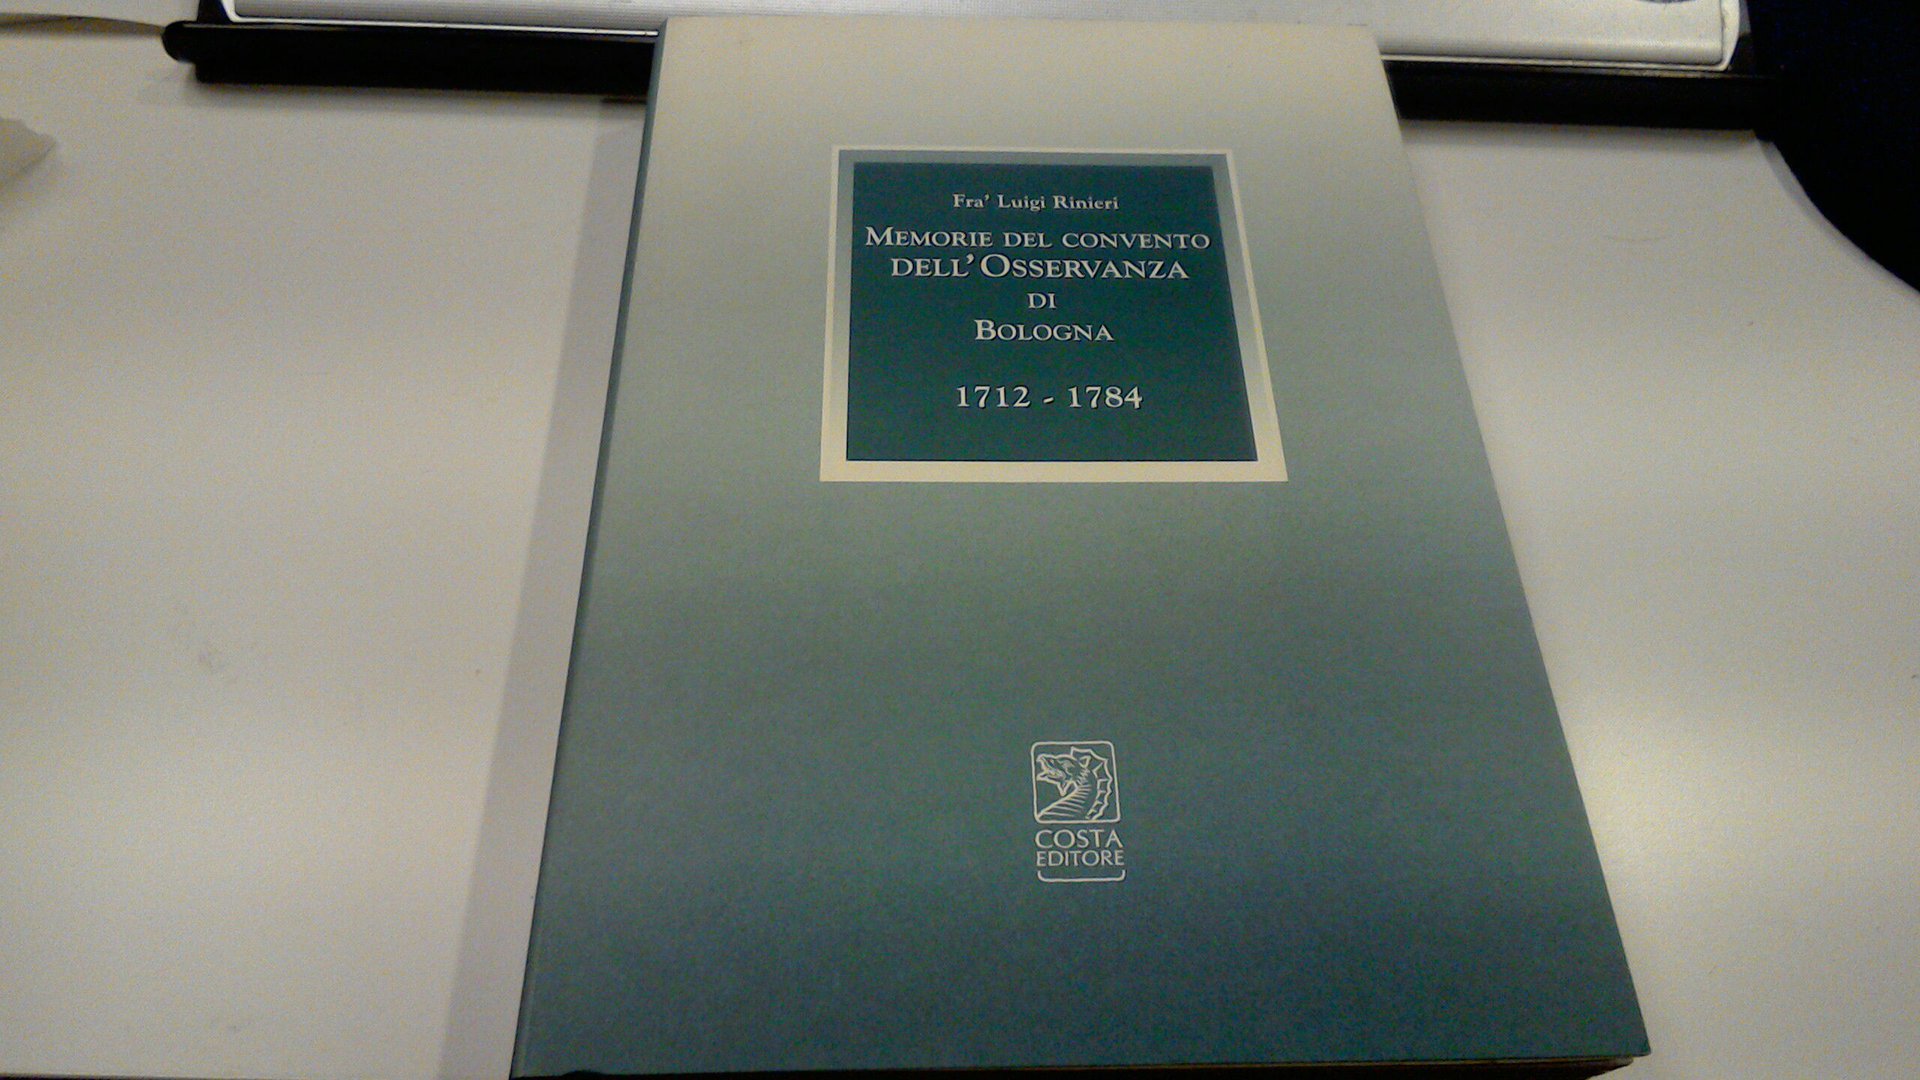 Fra' Luigi Rinieri
MEMORIE DEL CONVENTO
DELL'OSSERVANZA
DI
BOLOGNA
1712 - 1784
COSTA
EDITORE